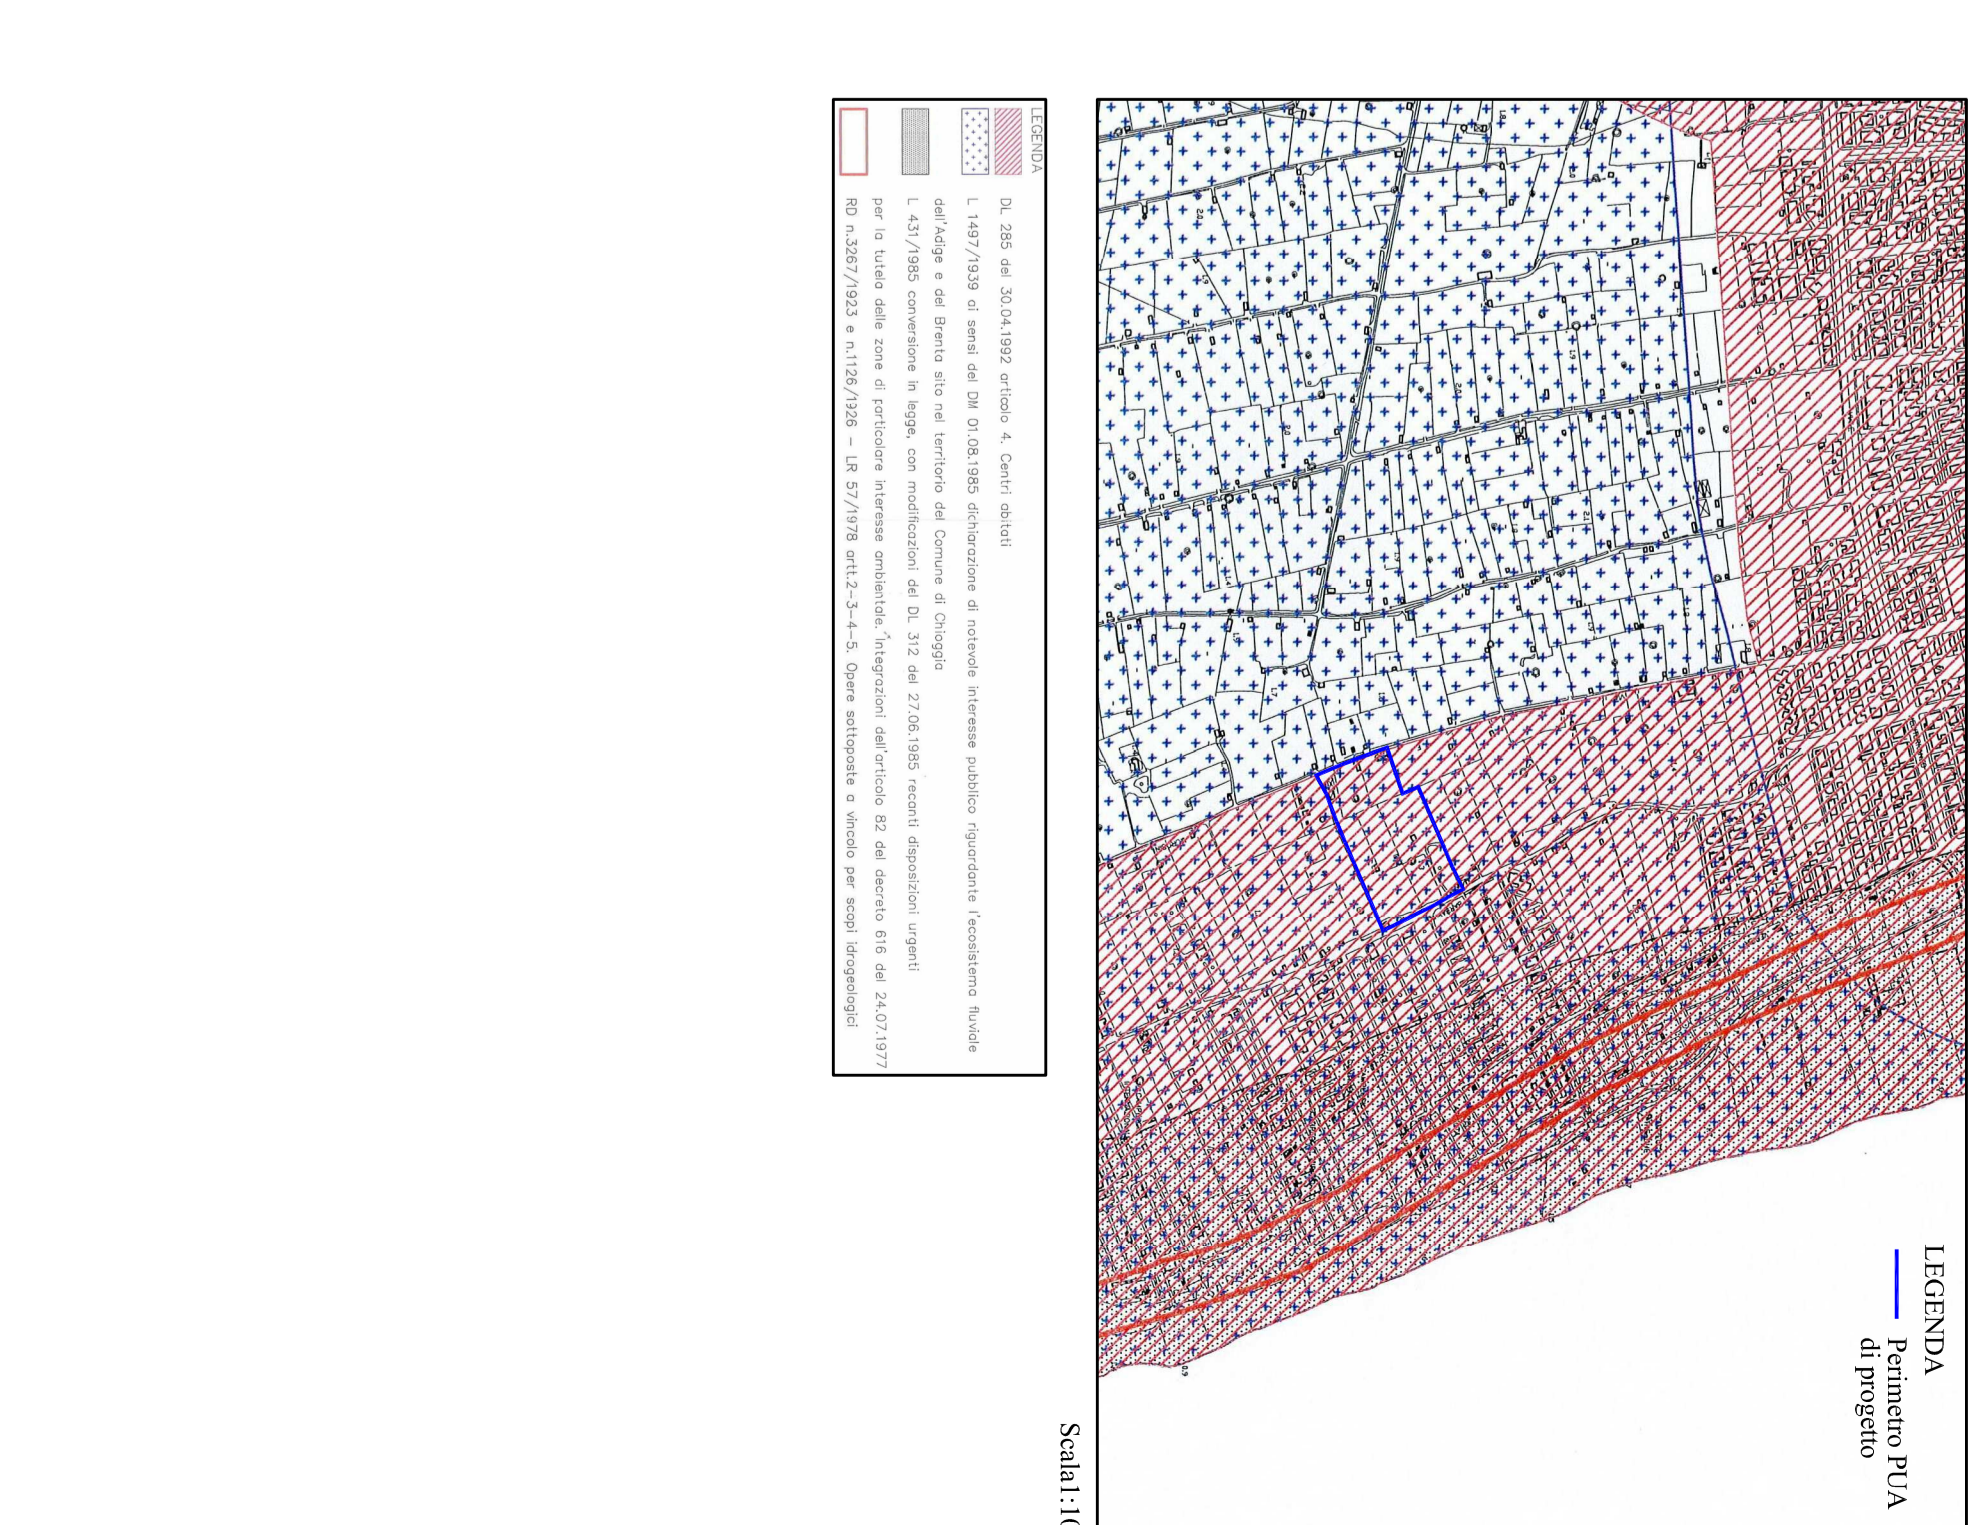 LEGENDA
Perimetro PUA
di progetto
Scala1:10
LEGENDA
DL 285 del 30.04.1992 articolo 4. Centri abitati
L 1497/1939 ai sensi del DM 01.08.1985 dichiarazione di notevole interesse pubblico riguardante l'ecosistema fluviale
dell'Adige e del Brenta sito nel territorio del Comune di Chioggia
L 431/1985 conversione in legge, con modificazioni del DL 312 del 27.06.1985 recanti disposizioni urgenti
per la tutela delle zone di particolare interesse ambientale. Integrazioni dell'articolo 82 del decreto 616 del 24.07.1977
RD n.3267/1923 e n.1126/1926 – LR 57/1978 artt.2–3–4–5. Opere sottoposte a vincolo per scopi idrogeologici